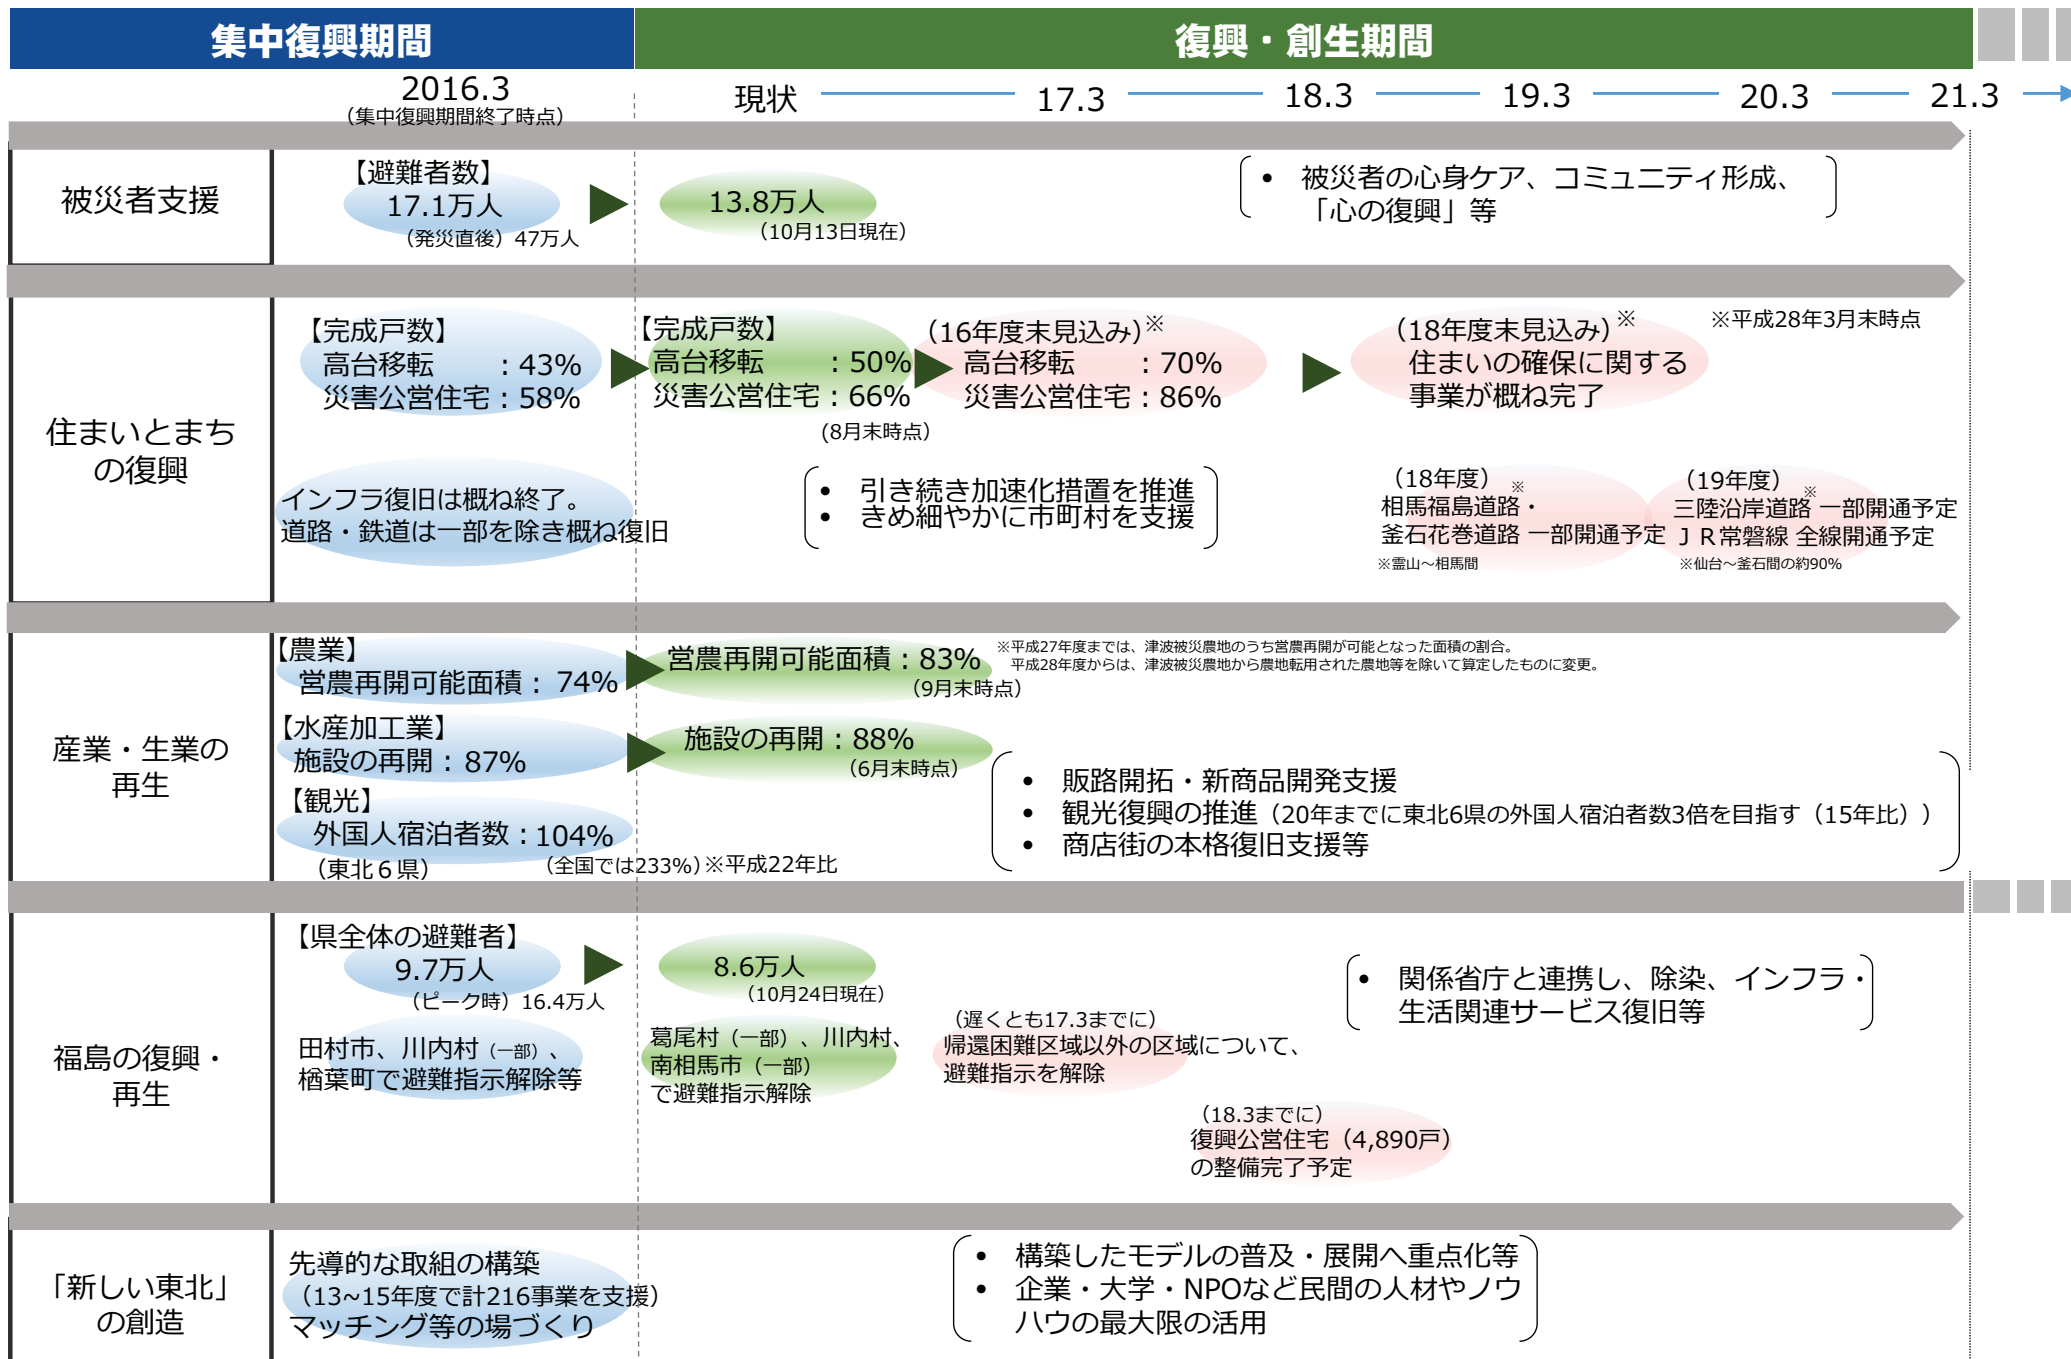 集中復興期間
復興・創生期間
2016.3
（集中復興期間終了時点）
現状
17.3
18.3
19.3
20.3
21.3
被災者支援
【避難者数】
17.1万人
（発災直後）47万人
13.8万人
（10月13日現在）
• 被災者の心身ケア、コミュニティ形成、
「心の復興」等
住まいとまち
の復興
【完成戸数】
高台移転　　：43%
災害公営住宅：58%
【完成戸数】
高台移転　　：50%
災害公営住宅：66%
(8月末時点）
（16年度末見込み）※
高台移転　　：70%
災害公営住宅：86%
（18年度末見込み）※
住まいの確保に関する
事業が概ね完了
※平成28年3月末時点
インフラ復旧は概ね終了。
道路・鉄道は一部を除き概ね復旧
• 引き続き加速化措置を推進
• きめ細やかに市町村を支援
（18年度）
相馬福島道路※・
釜石花巻道路 一部開通予定
※霊山～相馬間
（19年度）
三陸沿岸道路※ 一部開通予定
ＪＲ常磐線 全線開通予定
※仙台～釜石間の約90%
産業・生業の
再生
【農業】
営農再開可能面積：74%
営農再開可能面積：83%
（9月末時点）
※平成27年度までは、津波被災農地のうち営農再開が可能となった面積の割合。
平成28年度からは、津波被災農地から農地転用された農地等を除いて算定したものに変更。
【水産加工業】
施設の再開：87%
施設の再開：88%
（6月末時点）
【観光】
外国人宿泊者数：104%
（東北６県）
（全国では233%）※平成22年比
• 販路開拓・新商品開発支援
• 観光復興の推進（20年までに東北6県の外国人宿泊者数3倍を目指す（15年比））
• 商店街の本格復旧支援等
福島の復興・
再生
【県全体の避難者】
9.7万人
（ピーク時）16.4万人
8.6万人
（10月24日現在）
• 関係省庁と連携し、除染、インフラ・
生活関連サービス復旧等
田村市、川内村（一部）、
楢葉町で避難指示解除等
葛尾村（一部）、川内村、
南相馬市（一部）
で避難指示解除
（遅くとも17.3までに）
帰還困難区域以外の区域について、
避難指示を解除
（18.3までに）
復興公営住宅（4,890戸）
の整備完了予定
「新しい東北」
の創造
先導的な取組の構築
（13~15年度で計216事業を支援）
マッチング等の場づくり
• 構築したモデルの普及・展開へ重点化等
• 企業・大学・NPOなど民間の人材やノウ
ハウの最大限の活用